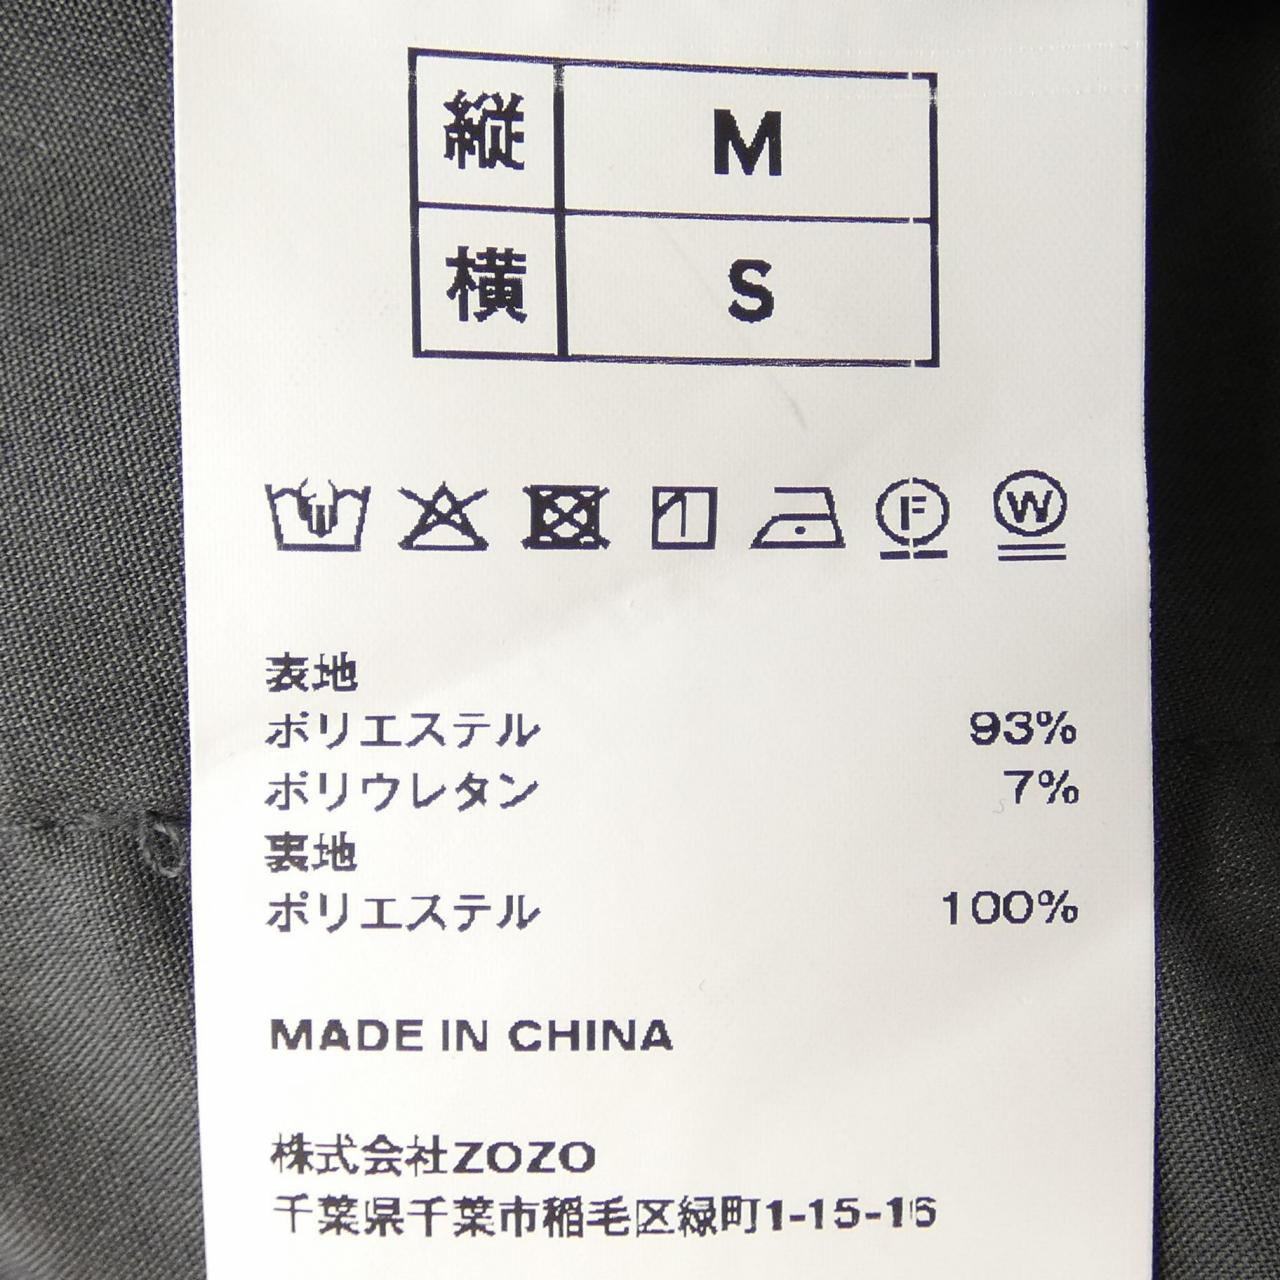 縦 M
横 S
F W
表地
ポリエステル 93%
ポリウレタン 7%
裏地
ポリエステル 100%
MADE IN CHINA
株式会社ZOZO
千葉県千葉市稲毛区緑町1-15-16